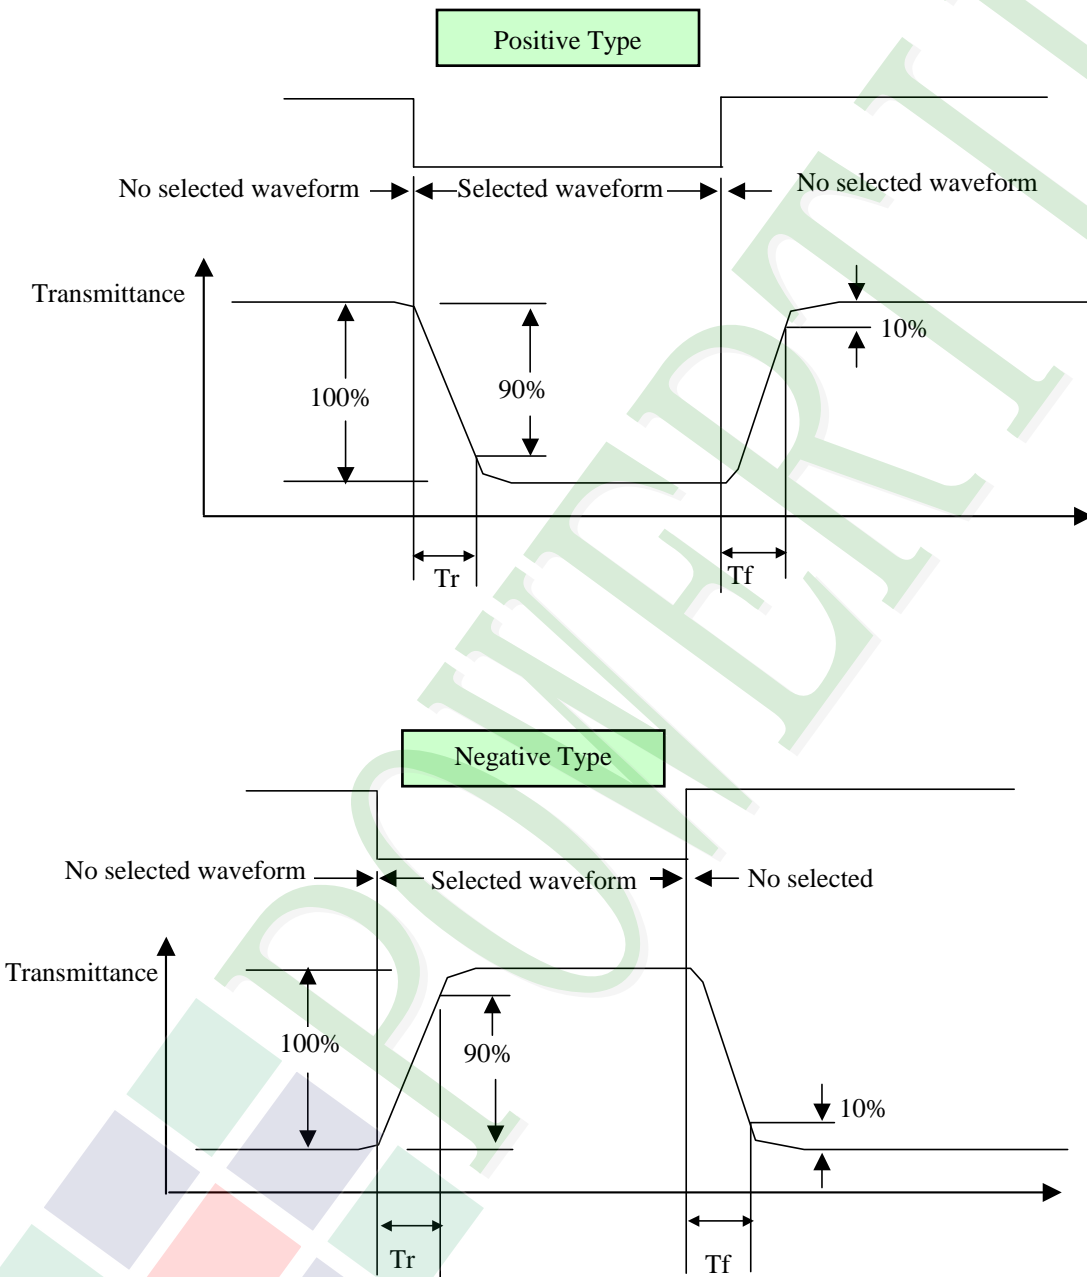 Positive Type
No selected waveform
Selected waveform
No selected waveform
Transmittance
100%
90%
10%
Tr
Tf
Negative Type
No selected waveform
Selected waveform
No selected
Transmittance
100%
90%
10%
Tr
Tf
POWERTI